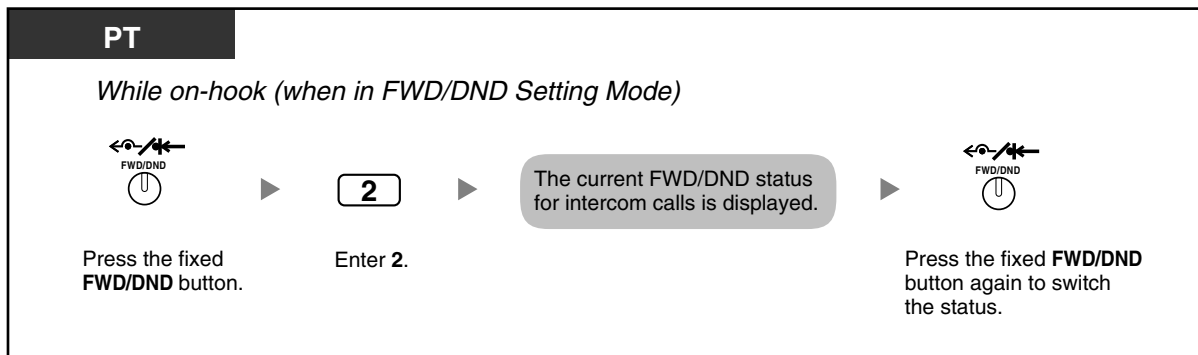 PT
While on-hook (when in FWD/DND Setting Mode)
FWD/DND
2
The current FWD/DND status
for intercom calls is displayed.
FWD/DND
Press the fixed
FWD/DND button.
Enter 2.
Press the fixed FWD/DND
button again to switch
the status.